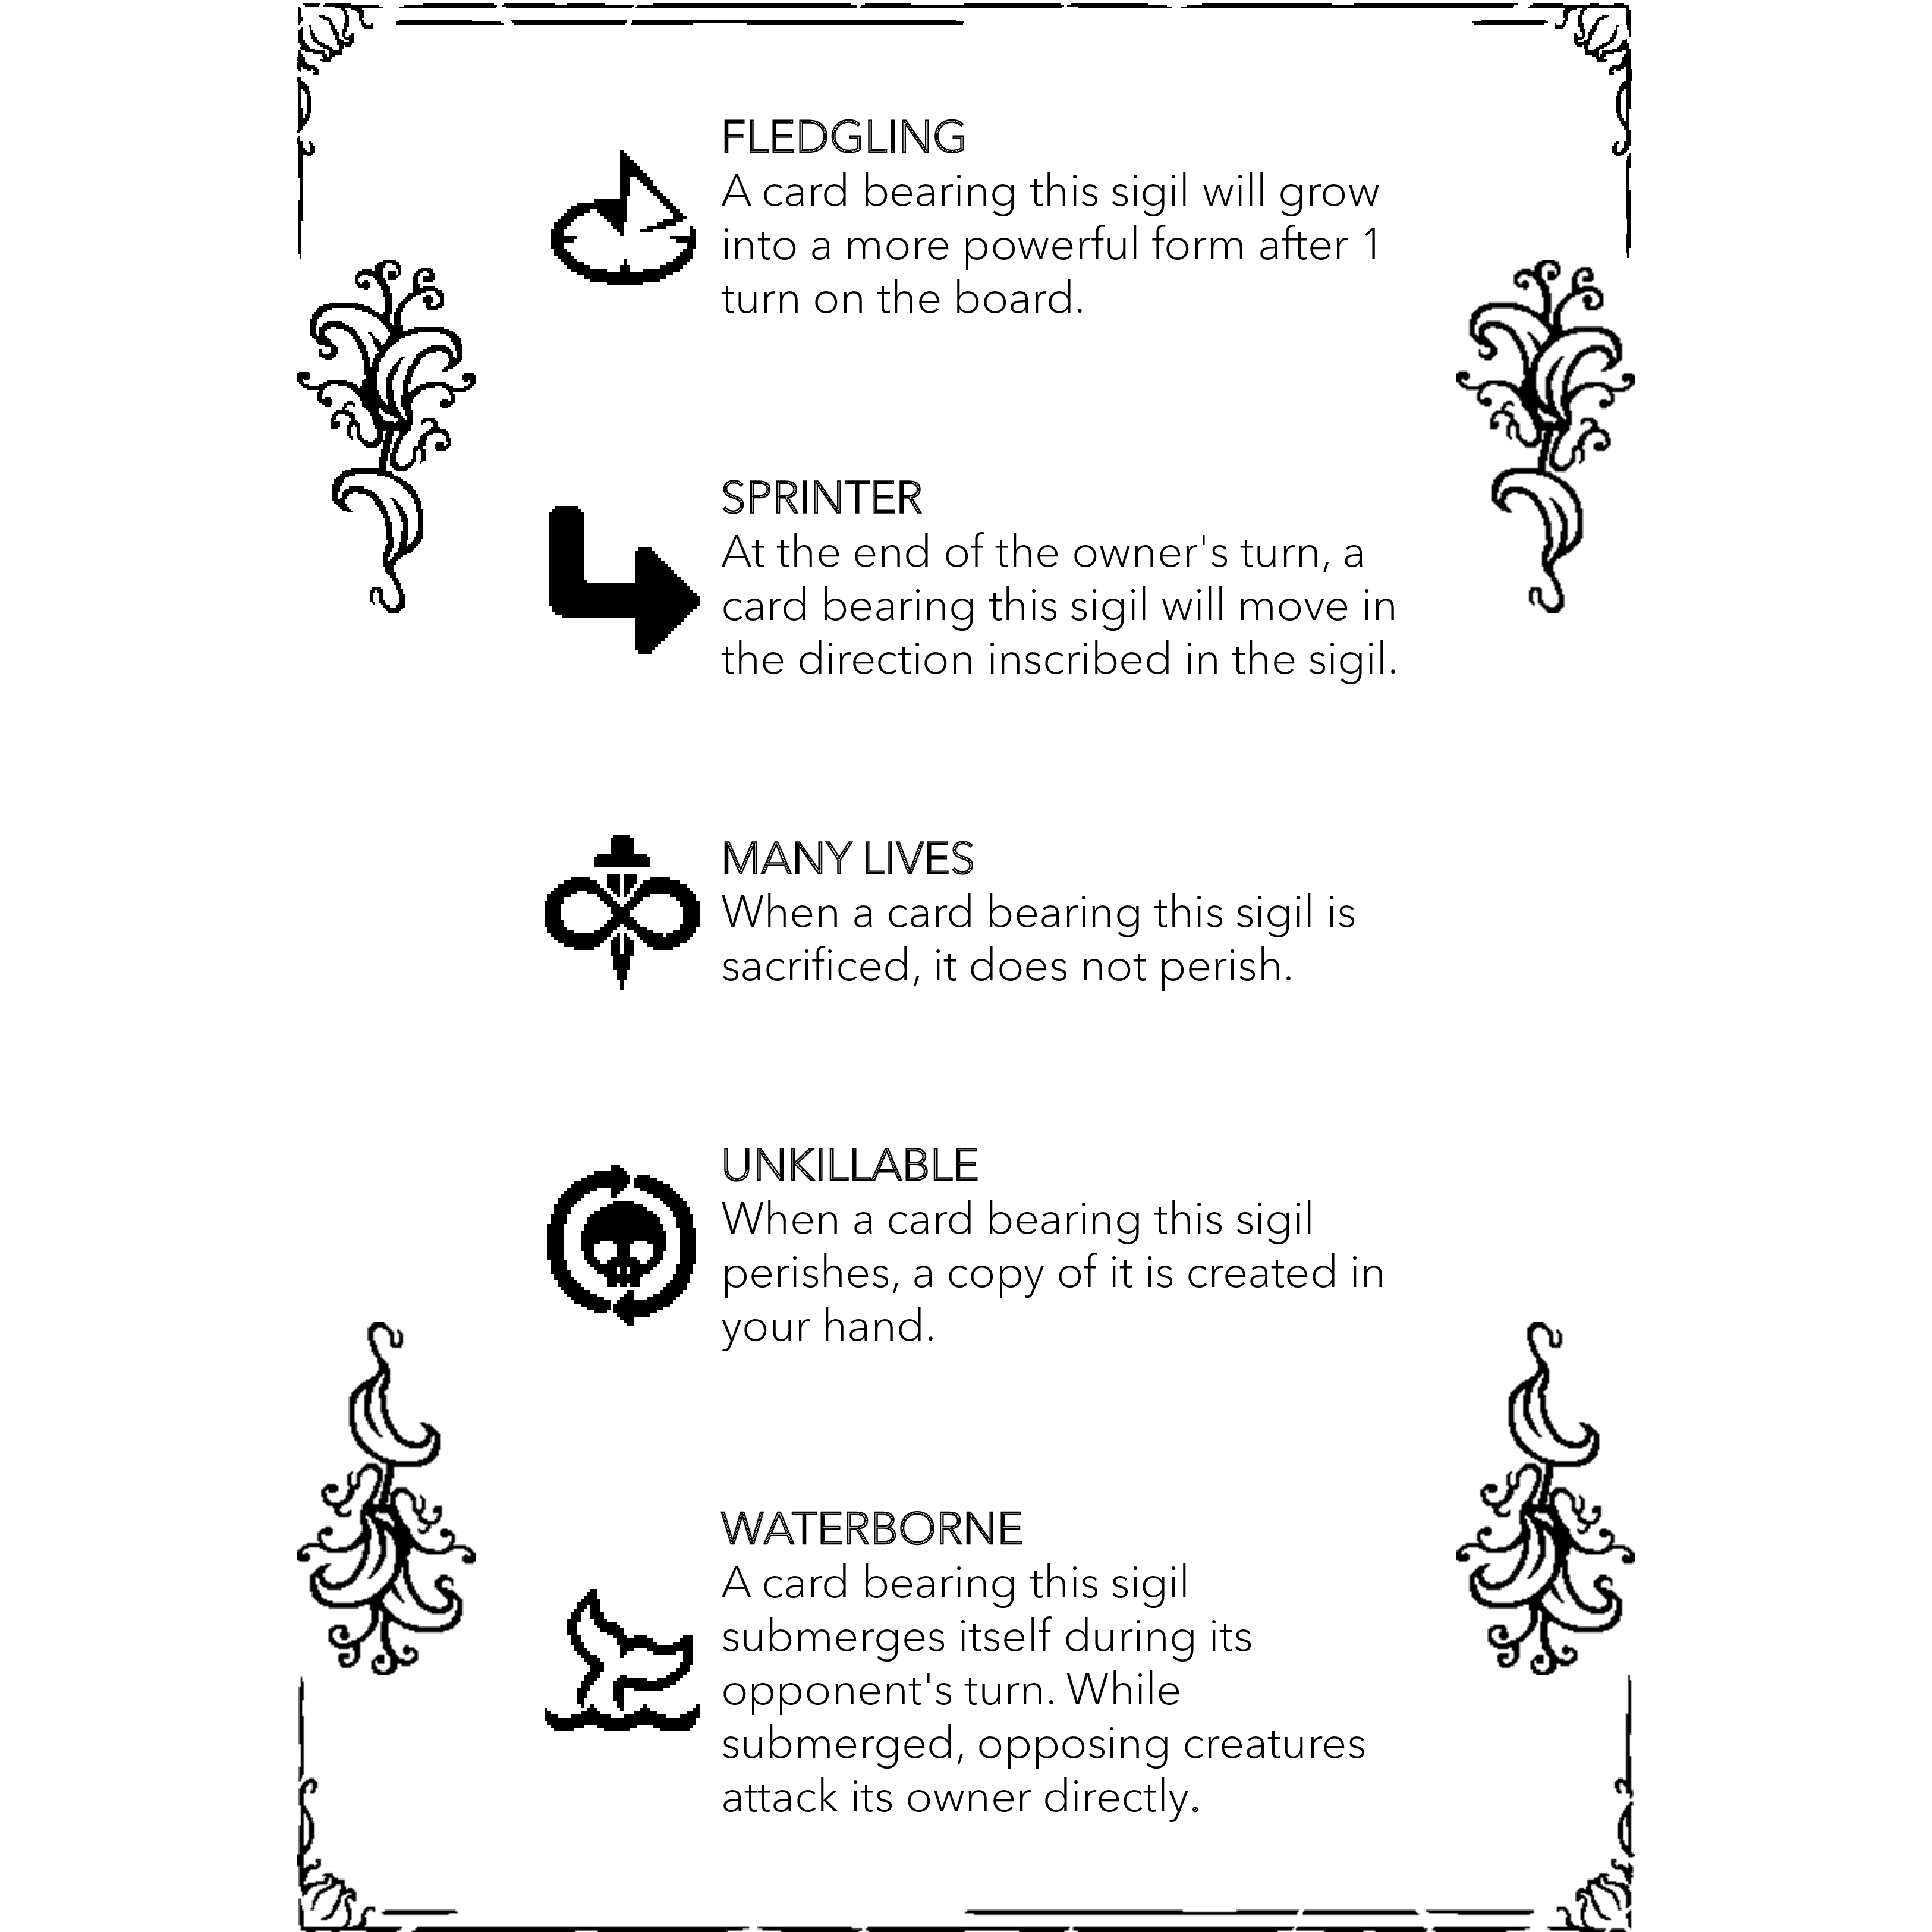 FLEDGLING
A card bearing this sigil will grow
into a more powerful form after 1
turn on the board.
SPRINTER
At the end of the owner's turn, a
card bearing this sigil will move in
the direction inscribed in the sigil.
MANY LIVES
When a card bearing this sigil is
sacrificed, it does not perish.
UNKILLABLE
When a card bearing this sigil
perishes, a copy of it is created in
your hand.
WATERBORNE
A card bearing this sigil
submerges itself during its
opponent's turn. While
submerged, opposing creatures
attack its owner directly.